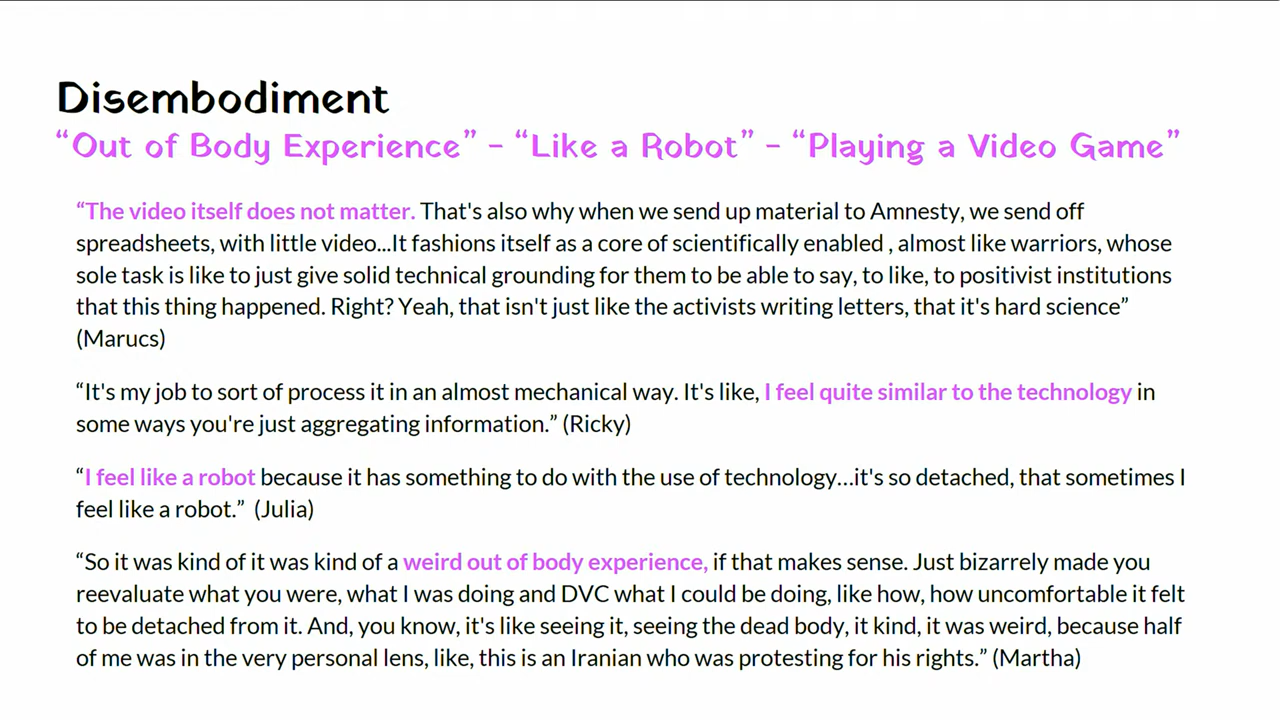 Disembodiment
“Out of Body Experience” - “Like a Robot” - “Playing a Video Game”
“The video itself does not matter. That's also why when we send up material to Amnesty, we send off
spreadsheets, with little video...It fashions itself as a core of scientifically enabled , almost like warriors, whose
sole task is like to just give solid technical grounding for them to be able to say, to like, to positivist institutions
that this thing happened. Right? Yeah, that isn't just like the activists writing letters, that it's hard science”
(Marucs)
“It's my job to sort of process it in an almost mechanical way. It's like, I feel quite similar to the technology in
some ways you're just aggregating information.” (Ricky)
“I feel like a robot because it has something to do with the use of technology…it's so detached, that sometimes I
feel like a robot.” (Julia)
“So it was kind of it was kind of a weird out of body experience, if that makes sense. Just bizarrely made you
reevaluate what you were, what I was doing and DVC what I could be doing, like how, how uncomfortable it felt
to be detached from it. And, you know, it's like seeing it, seeing the dead body, it kind, it was weird, because half
of me was in the very personal lens, like, this is an Iranian who was protesting for his rights.” (Martha)